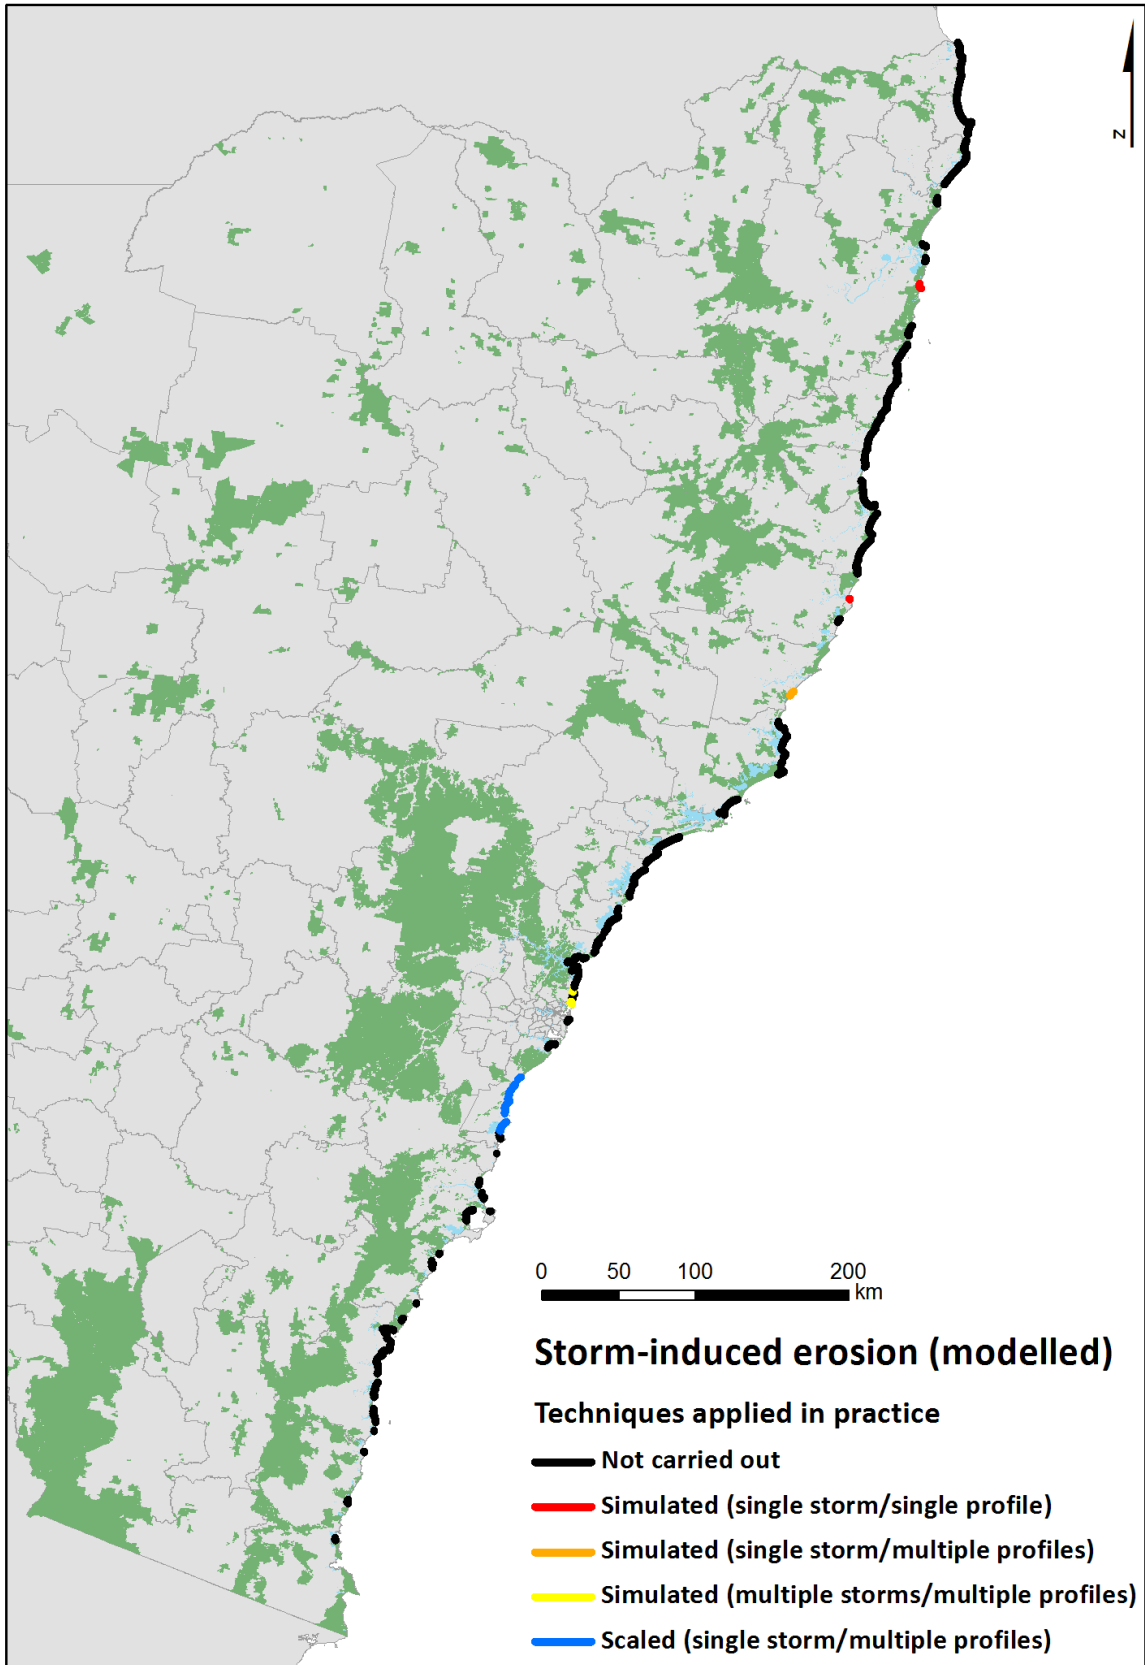 N
0 50 100 200
km
Storm-induced erosion (modelled)
Techniques applied in practice
Not carried out
Simulated (single storm/single profile)
Simulated (single storm/multiple profiles)
Simulated (multiple storms/multiple profiles)
Scaled (single storm/multiple profiles)